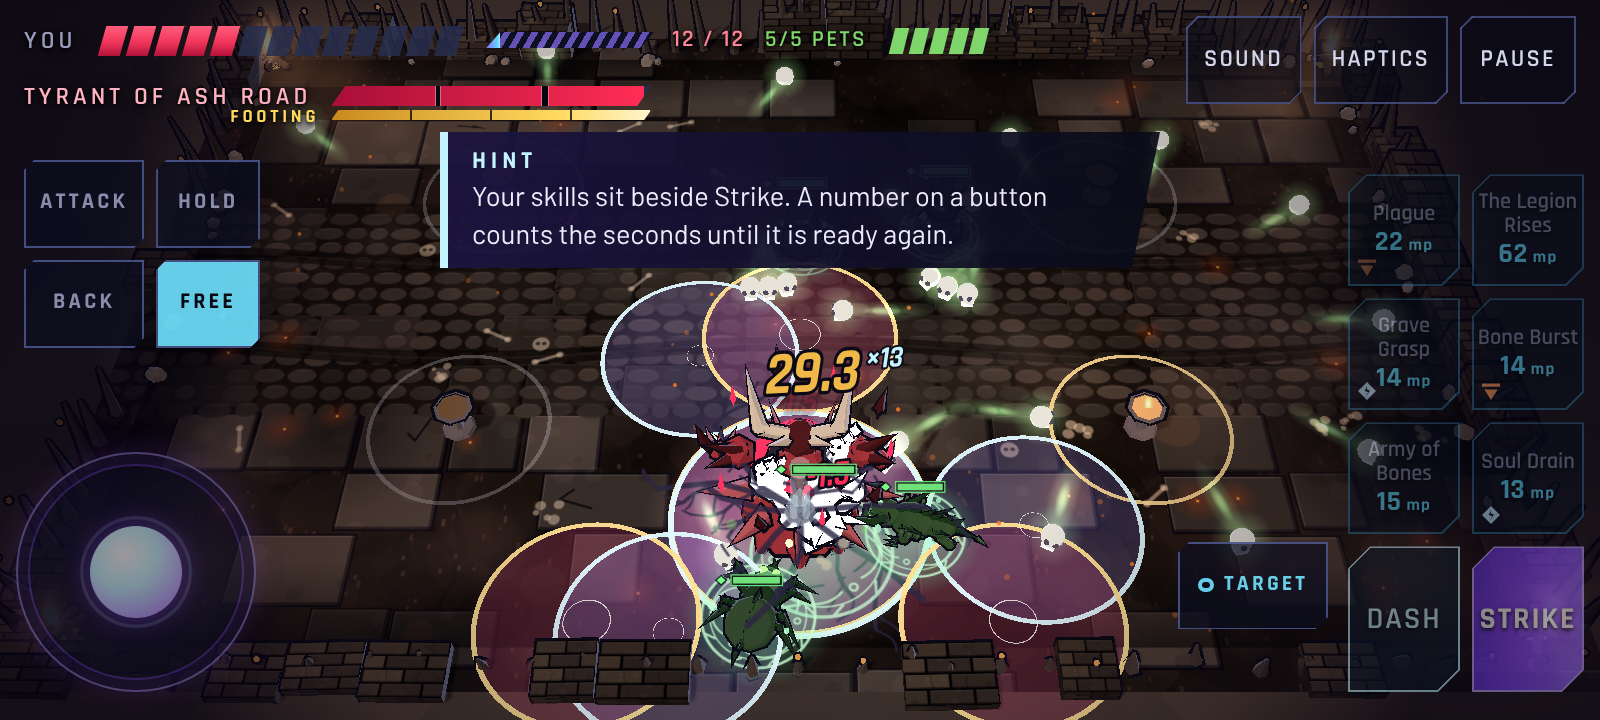 YOU
12 / 12
5/5 PETS
SOUND
HAPTICS
PAUSE
TYRANT OF ASH ROAD
FOOTING
HINT
Your skills sit beside Strike. A number on a button
counts the seconds until it is ready again.
ATTACK
HOLD
BACK
FREE
Plague
22 mp
The Legion
Rises
62 mp
Grave
Grasp
14 mp
Bone Burst
14 mp
Army of
Bones
15 mp
Soul Drain
13 mp
29.3 ×13
TARGET
DASH
STRIKE